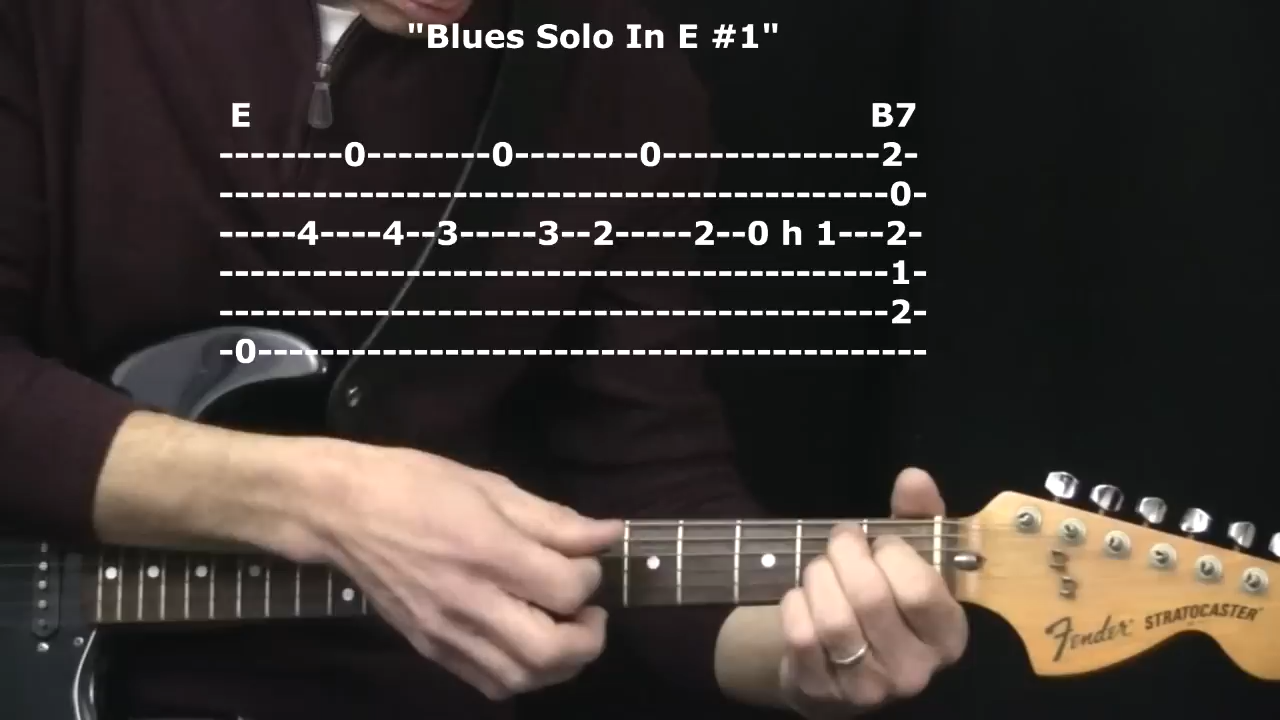 "Blues Solo In E #1"
E B7
--------0--------0--------0--------------2-
-------------------------------------------0-
-----4----4--3-----3--2-----2--0 h 1---2-
-------------------------------------------1-
-------------------------------------------2-
-0-------------------------------------------
Fender STRATOCASTER